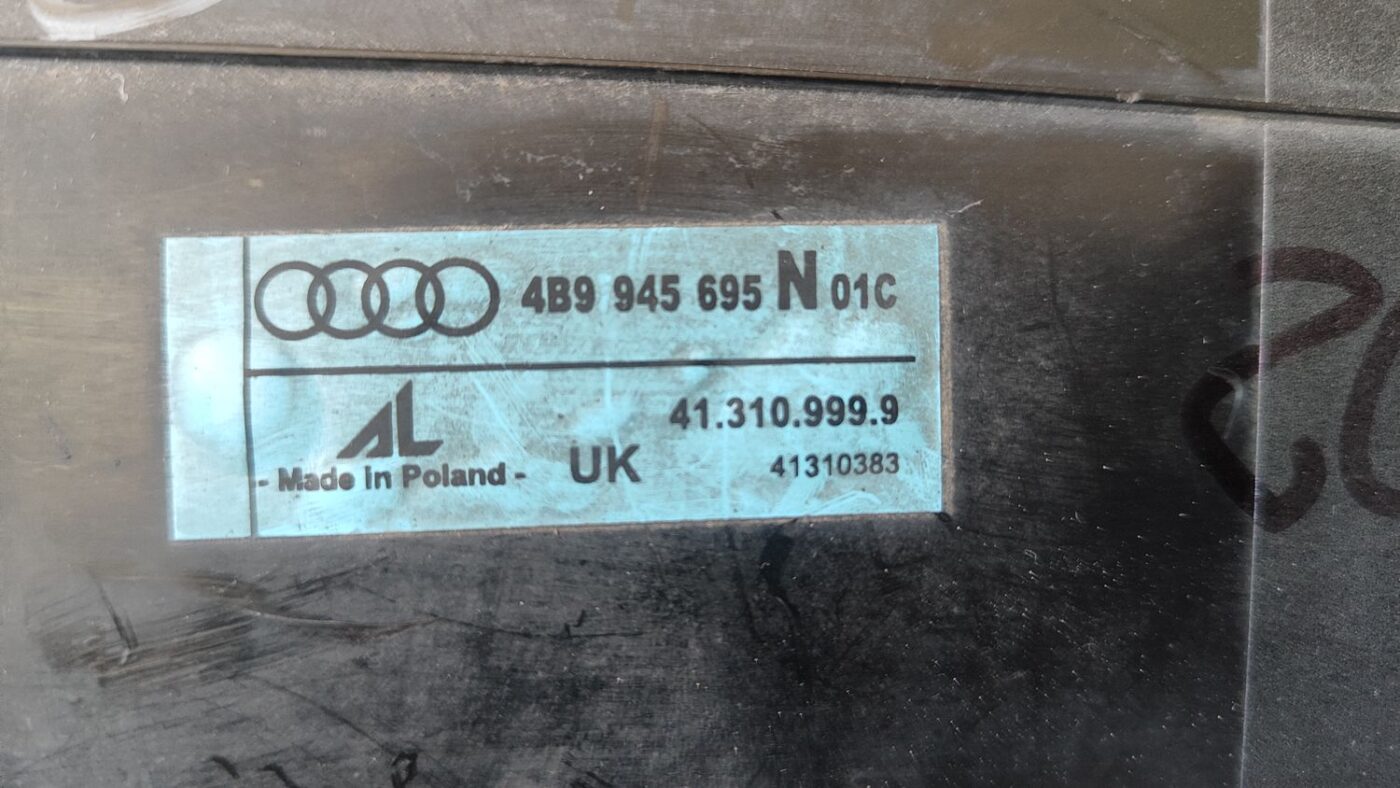 4B9 945 695 N 01C
AL
41.310.999.9
- Made in Poland - UK 41310383